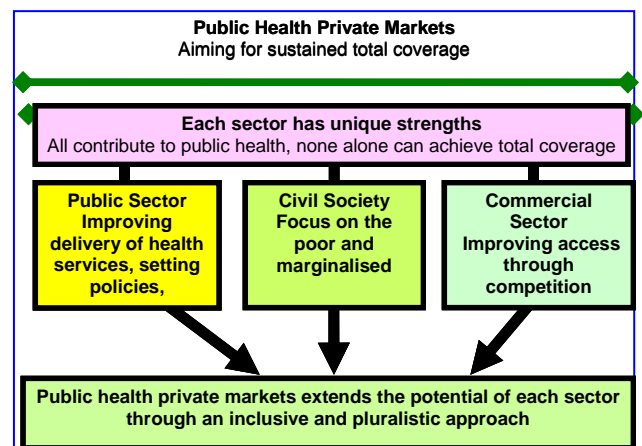 Public Health Private Markets
Aiming for sustained total coverage
Each sector has unique strengths
All contribute to public health, none alone can achieve total coverage
Public Sector
Improving
delivery of health
services, setting
policies,
Civil Society
Focus on the
poor and
marginalised
Commercial
Sector
Improving access
through
competition
Public health private markets extends the potential of each sector
through an inclusive and pluralistic approach